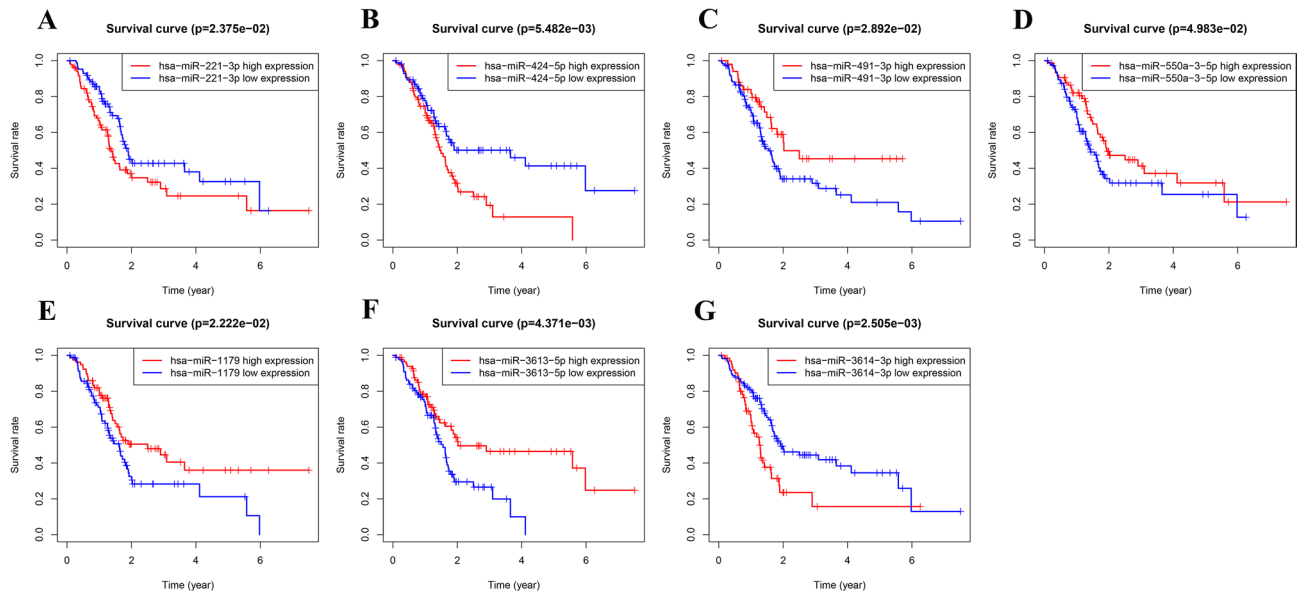 A
Survival curve (p=2.375e−02)
hsa−miR−221−3p high expression
hsa−miR−221−3p low expression
Survival rate
0.0 0.2 0.4 0.6 0.8 1.0
0 2 4 6
Time (year)
B
Survival curve (p=5.482e−03)
hsa−miR−424−5p high expression
hsa−miR−424−5p low expression
Survival rate
0.0 0.2 0.4 0.6 0.8 1.0
0 2 4 6
Time (year)
C
Survival curve (p=2.892e−02)
hsa−miR−491−3p high expression
hsa−miR−491−3p low expression
Survival rate
0.0 0.2 0.4 0.6 0.8 1.0
0 2 4 6
Time (year)
D
Survival curve (p=4.983e−02)
hsa−miR−550a−3−5p high expression
hsa−miR−550a−3−5p low expression
Survival rate
0.0 0.2 0.4 0.6 0.8 1.0
0 2 4 6
Time (year)
E
Survival curve (p=2.222e−02)
hsa−miR−1179 high expression
hsa−miR−1179 low expression
Survival rate
0.0 0.2 0.4 0.6 0.8 1.0
0 2 4 6
Time (year)
F
Survival curve (p=4.371e−03)
hsa−miR−3613−5p high expression
hsa−miR−3613−5p low expression
Survival rate
0.0 0.2 0.4 0.6 0.8 1.0
0 2 4 6
Time (year)
G
Survival curve (p=2.505e−03)
hsa−miR−3614−3p high expression
hsa−miR−3614−3p low expression
Survival rate
0.0 0.2 0.4 0.6 0.8 1.0
0 2 4 6
Time (year)